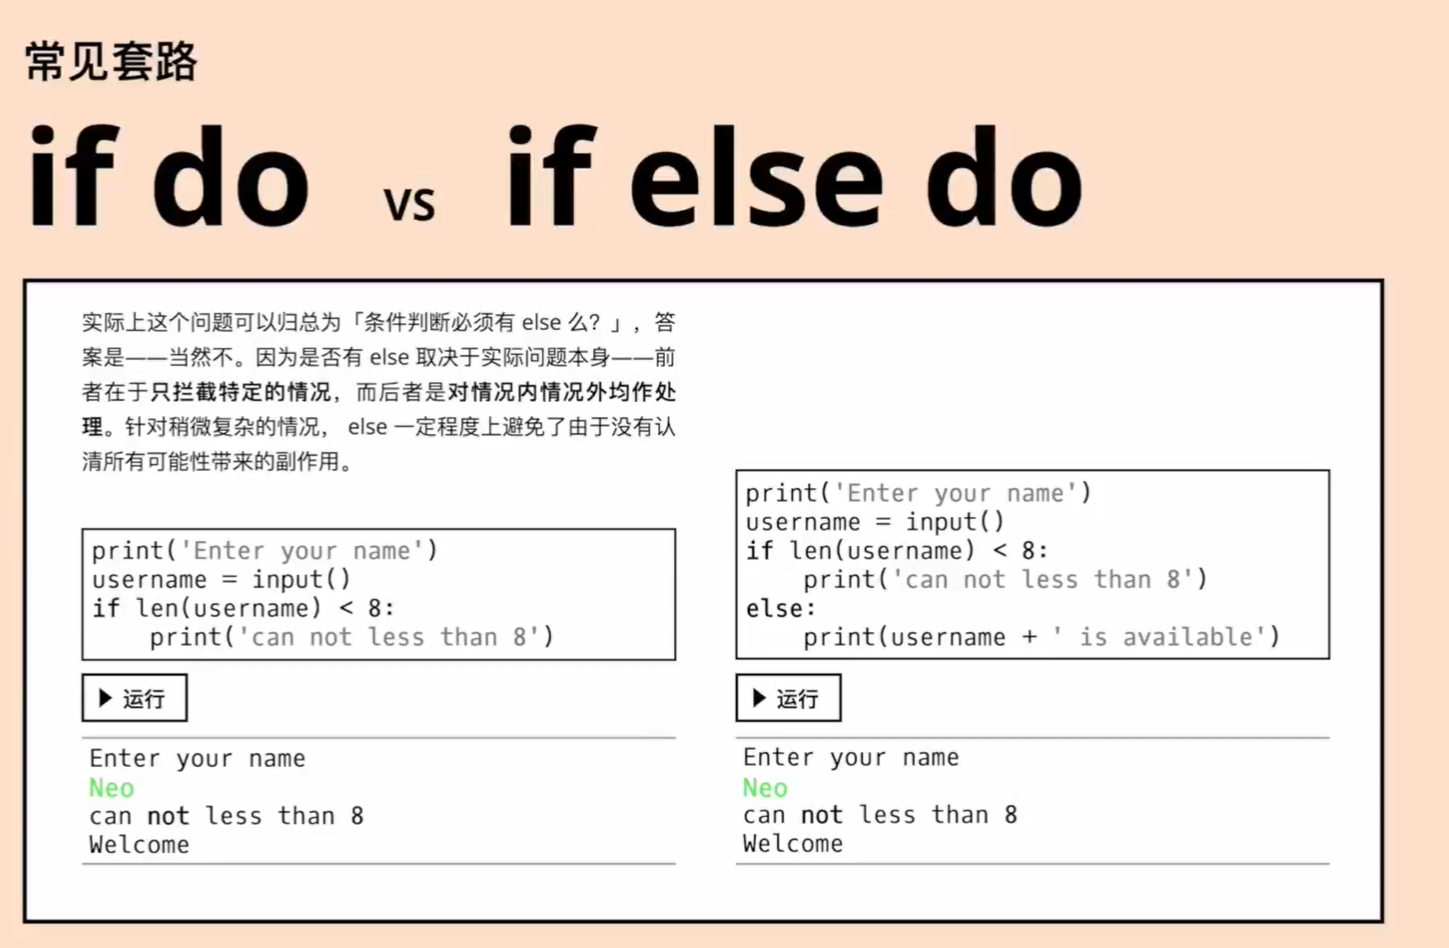 常见套路
if do vs if else do
实际上这个问题可以归总为「条件判断必须有 else 么？」，答
案是——当然不。因为是否有 else 取决于实际问题本身——前
者在于只拦截特定的情况，而后者是对情况内情况外均作处
理。针对稍微复杂的情况， else 一定程度上避免了由于没有认
清所有可能性带来的副作用。
print('Enter your name')
username = input()
if len(username) < 8:
    print('can not less than 8')
▶ 运行
Enter your name
Neo
can not less than 8
Welcome
print('Enter your name')
username = input()
if len(username) < 8:
    print('can not less than 8')
else:
    print(username + ' is available')
▶ 运行
Enter your name
Neo
can not less than 8
Welcome